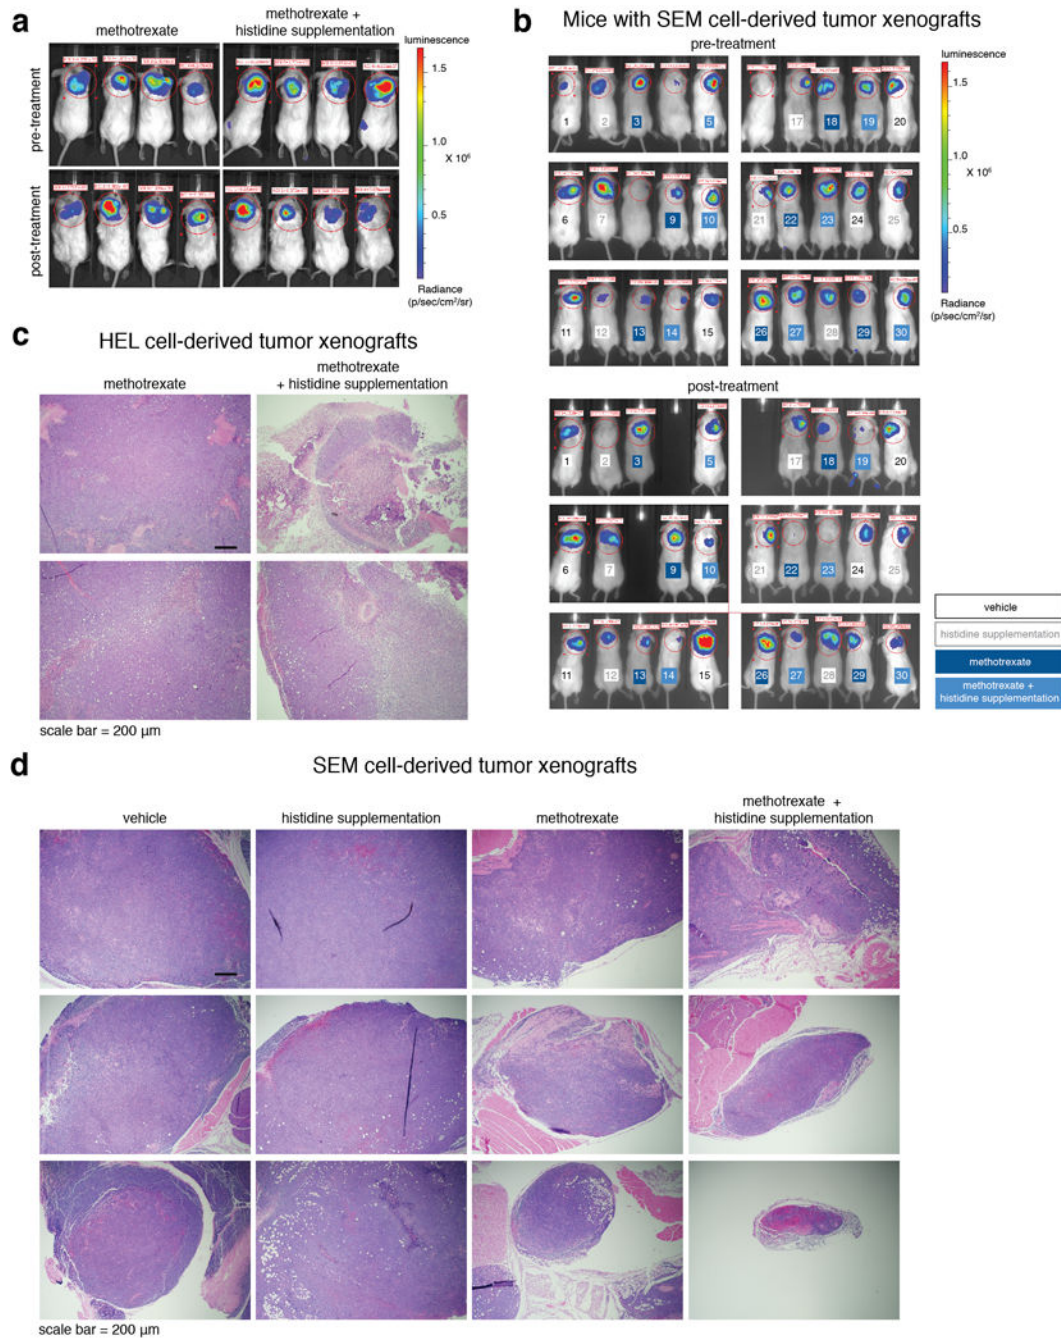 a
methotrexate
methotrexate +
histidine supplementation
luminescence
pre-treatment
post-treatment
1.5
1.0
X 10⁶
0.5
Radiance
(p/sec/cm²/sr)
b
Mice with SEM cell-derived tumor xenografts
pre-treatment
luminescence
1 2 3 5
17 18 19 20
6 7 9 10
21 22 23 24 25
11 12 13 14 15
26 27 28 29 30
1.5
1.0
X 10⁶
0.5
Radiance
(p/sec/cm²/sr)
post-treatment
1 2 3 5
17 18 19 20
6 7 9 10
21 22 23 24 25
11 12 13 14 15
26 27 28 29 30
vehicle
histidine supplementation
methotrexate
methotrexate +
histidine supplementation
c
HEL cell-derived tumor xenografts
methotrexate
methotrexate
+ histidine supplementation
scale bar = 200 µm
d
SEM cell-derived tumor xenografts
vehicle
histidine supplementation
methotrexate
methotrexate +
histidine supplementation
scale bar = 200 µm